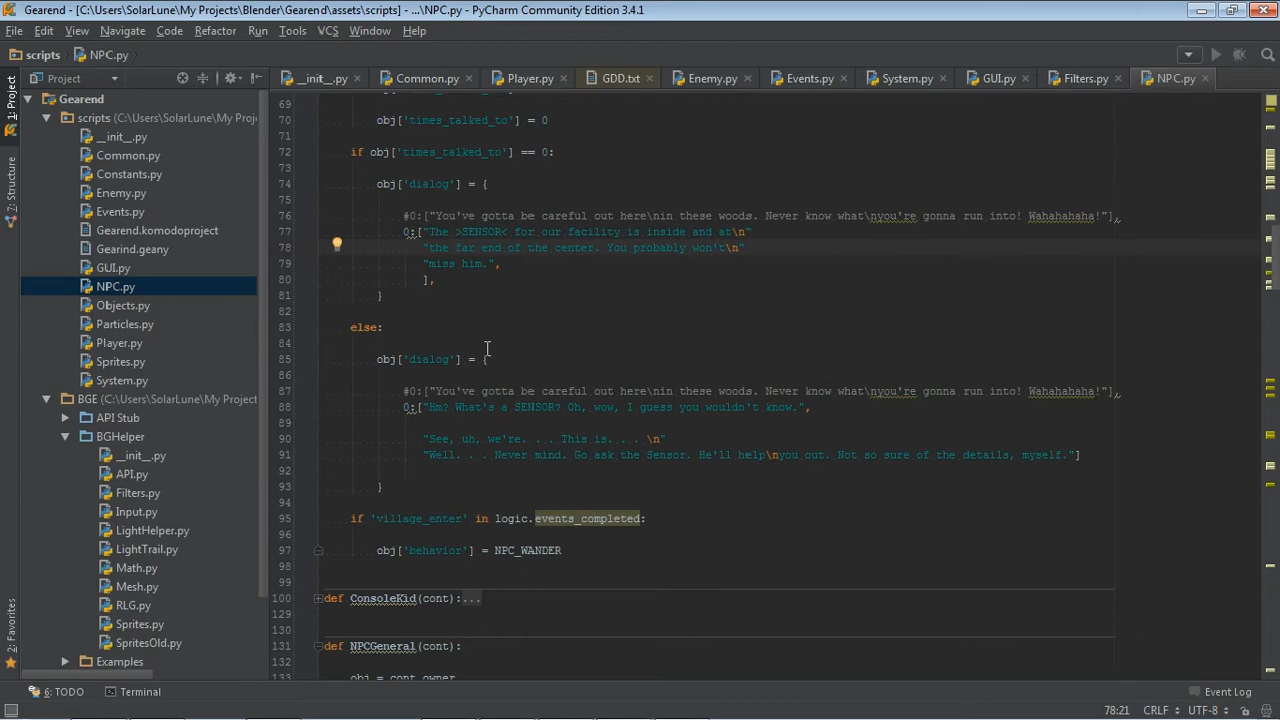 Gearend - [C:\Users\SolarLune\My Projects\Blender\Gearend\assets\scripts] - ...\NPC.py - PyCharm Community Edition 3.4.1
File Edit View Navigate Code Refactor Run Tools VCS Window Help
scripts NPC.py
Project
__init__.py Common.py Player.py GDD.txt Enemy.py Events.py System.py GUI.py Filters.py NPC.py
1: Project
7: Structure
2: Favorites
Gearend
scripts (C:\Users\SolarLune\My Proj
__init__.py
Common.py
Constants.py
Enemy.py
Events.py
Gearend.komodoproject
Gearird.geany
GUI.py
NPC.py
Objects.py
Particles.py
Player.py
Sprites.py
System.py
BGE (C:\Users\SolarLune\My Project
API Stub
BGHelper
__init__.py
API.py
Filters.py
Input.py
LightHelper.py
LightTrail.py
Math.py
Mesh.py
RLG.py
Sprites.py
SpritesOld.py
Examples
69
70 obj['times_talked_to'] = 0
71
72 if obj['times_talked_to'] == 0:
73
74 obj['dialog'] = {
75
76 #0:["You've gotta be careful out here\nin these woods. Never know what\nyou're gonna run into! Wahahahaha!"],
77 0:["The >SENSOR< for our facility is inside and at\n"
78 "the far end of the center. You probably won't\n"
79 "miss him.",
80 ],
81 }
82
83 else:
84
85 obj['dialog'] = {
86
87 #0:["You've gotta be careful out here\nin these woods. Never know what\nyou're gonna run into! Wahahahaha!"],
88 0:["Hm? What's a SENSOR? Oh, wow, I guess you wouldn't know.",
89
90 "See, uh, we're. . . This is. . . \n"
91 "Well. . . Never mind. Go ask the Sensor. He'll help\nyou out. Not so sure of the details, myself."]
92
93 }
94
95 if 'village_enter' in logic.events_completed:
96
97 obj['behavior'] = NPC_WANDER
98
99
100 def ConsoleKid(cont):...
129
130
131 def NPCGeneral(cont):
132
133 obj = cont.owner
6: TODO Terminal Event Log
78:21 CRLF UTF-8